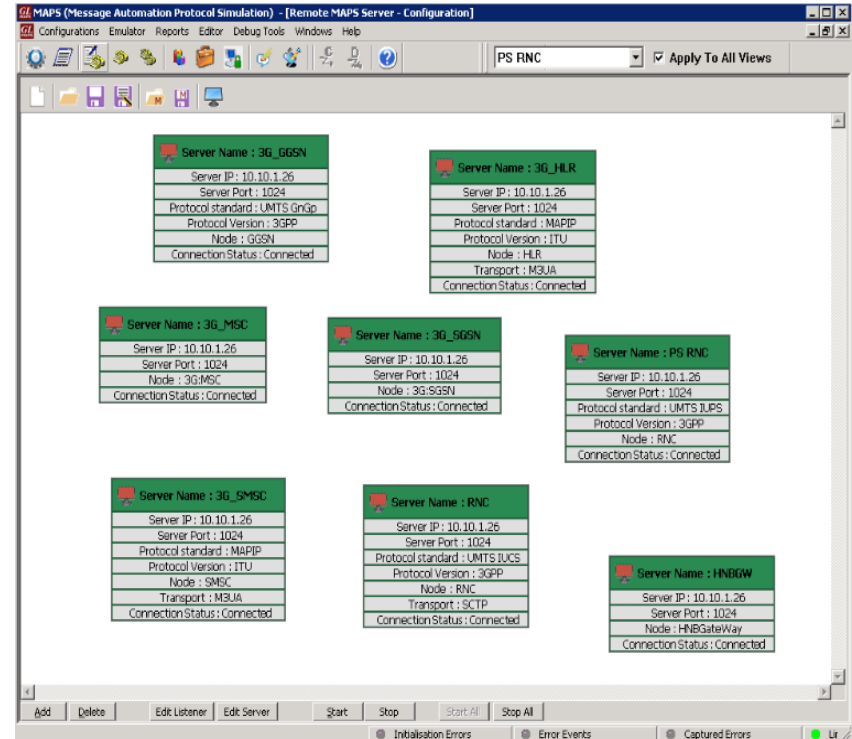 MAPS (Message Automation Protocol Simulation) - [Remote MAPS Server - Configuration]
Configurations Emulator Reports Editor Debug Tools Windows Help
PS RNC
Apply To All Views
Server Name : 3G_GGSN
Server IP : 10.10.1.26
Server Port : 1024
Protocol standard : UMTS GnGp
Protocol Version : 3GPP
Node : GGSN
Connection Status : Connected
Server Name : 3G_HLR
Server IP : 10.10.1.26
Server Port : 1024
Protocol standard : MAPIP
Protocol Version : ITU
Node : HLR
Transport : M3UA
Connection Status : Connected
Server Name : 3G_MSC
Server IP : 10.10.1.26
Server Port : 1024
Node : 3G:MSC
Connection Status : Connected
Server Name : 3G_SGSN
Server IP : 10.10.1.26
Server Port : 1024
Node : 3G:SGSN
Connection Status : Connected
Server Name : PS RNC
Server IP : 10.10.1.26
Server Port : 1024
Protocol standard : UMTS IUPS
Protocol Version : 3GPP
Node : RNC
Connection Status : Connected
Server Name : 3G_SMSC
Server IP : 10.10.1.26
Server Port : 1024
Protocol standard : MAPIP
Protocol Version : ITU
Node : SMSC
Transport : M3UA
Connection Status : Connected
Server Name : RNC
Server IP : 10.10.1.26
Server Port : 1024
Protocol standard : UMTS IUCS
Protocol Version : 3GPP
Node : RNC
Transport : SCTP
Connection Status : Connected
Server Name : HNBGW
Server IP : 10.10.1.26
Server Port : 1024
Node : HNBGateWay
Connection Status : Connected
Add Delete Edit Listener Edit Server Start Stop Start All Stop All
Initialisation Errors Error Events Captured Errors